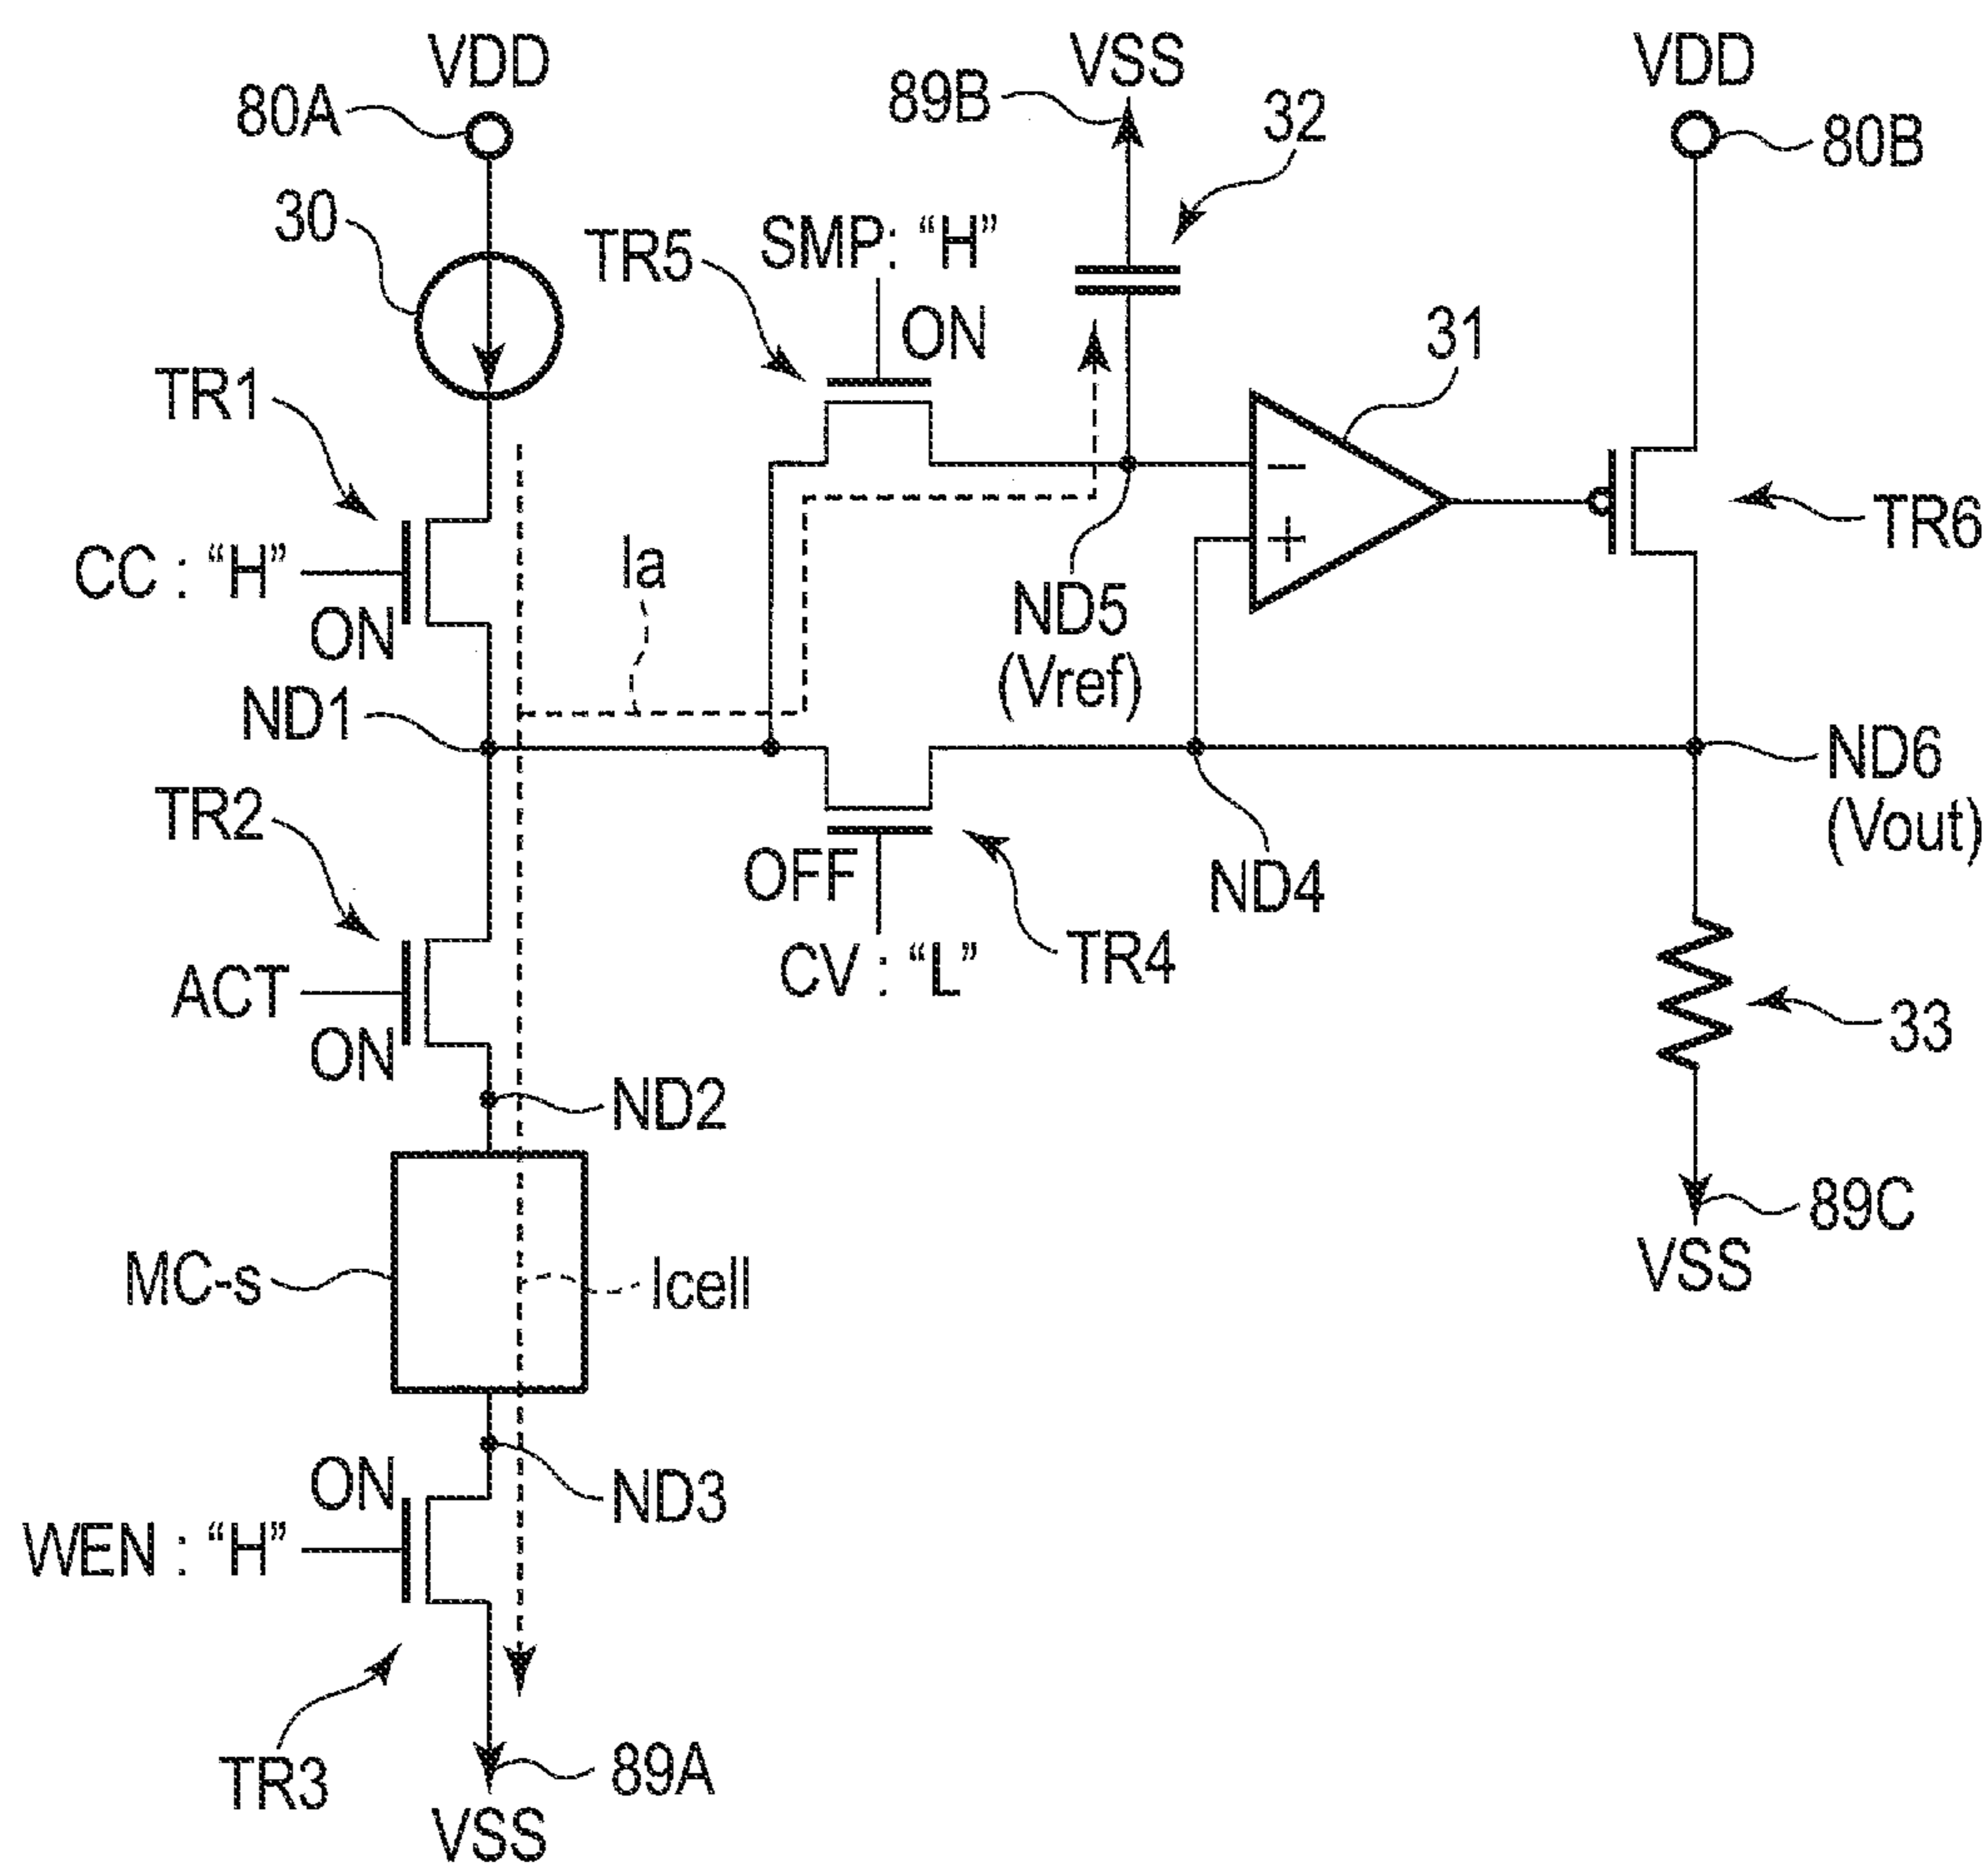 VDD
VSS
VDD
80A
89B
32
80B
30
TR5
SMP: “H”
ON
31
TR1
CC : “H”
ON
Ia
ND5
(Vref)
−
+
TR6
ND1
ND6
(Vout)
TR2
OFF
ND4
CV : “L”
TR4
ACT
ON
33
ND2
MC-s
Icell
89C
VSS
ON
ND3
WEN : “H”
TR3
89A
VSS